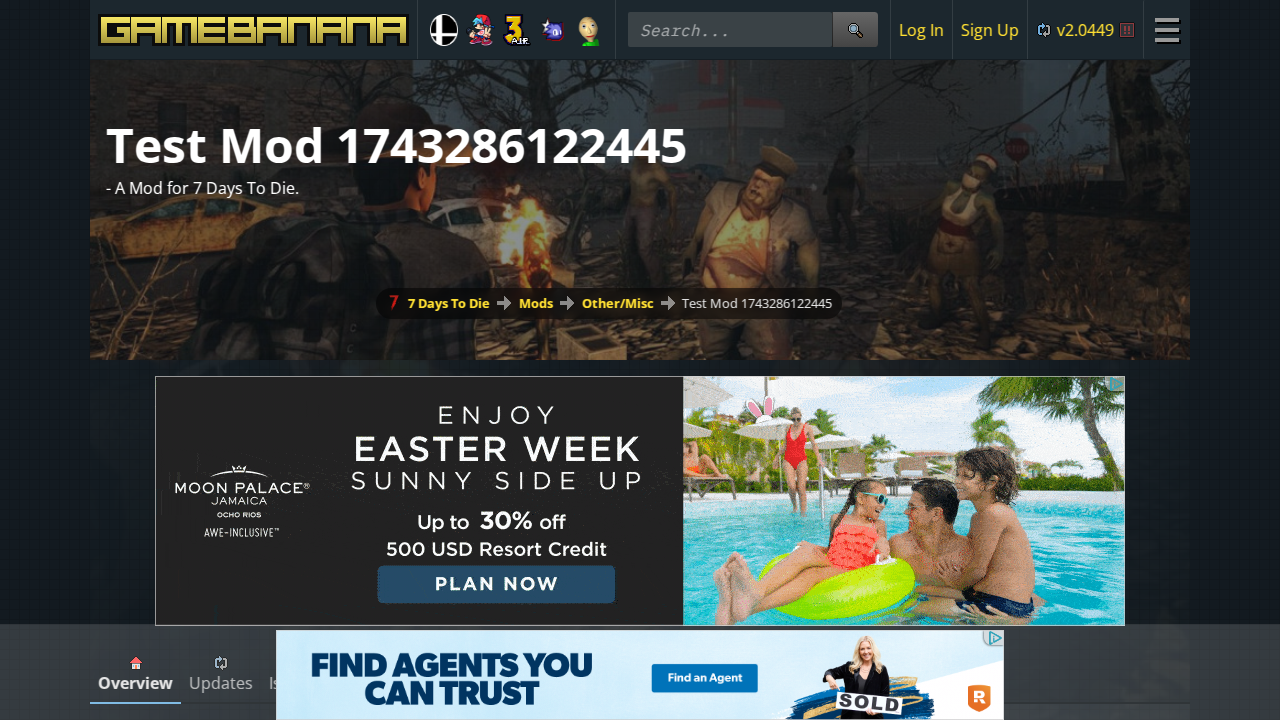 GAMEBANANA
Search...
Log In
Sign Up
v2.0449
Test Mod 1743286122445
- A Mod for 7 Days To Die.
7 Days To Die
Mods
Other/Misc
Test Mod 1743286122445
ENJOY
EASTER WEEK
SUNNY SIDE UP
MOON PALACE®
JAMAICA
OCHO RIOS
AWE-INCLUSIVE™
Up to 30% off
500 USD Resort Credit
PLAN NOW
Overview
Updates
FIND AGENTS YOU
CAN TRUST
Find an Agent
SOLD
R